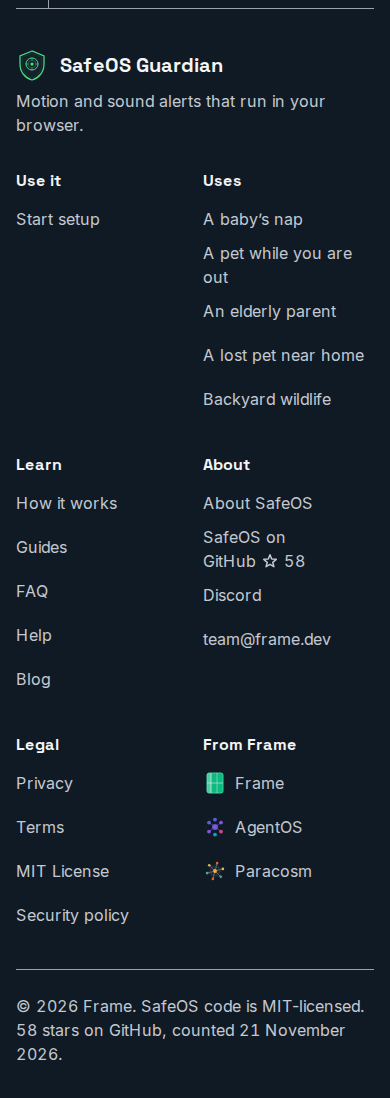 SafeOS Guardian
Motion and sound alerts that run in your
browser.
Use it
Start setup
Uses
A baby’s nap
A pet while you are
out
An elderly parent
A lost pet near home
Backyard wildlife
Learn
How it works
Guides
FAQ
Help
Blog
About
About SafeOS
SafeOS on
GitHub ☆ 58
Discord
team@frame.dev
Legal
Privacy
Terms
MIT License
Security policy
From Frame
Frame
AgentOS
Paracosm
© 2026 Frame. SafeOS code is MIT-licensed.
58 stars on GitHub, counted 21 November
2026.